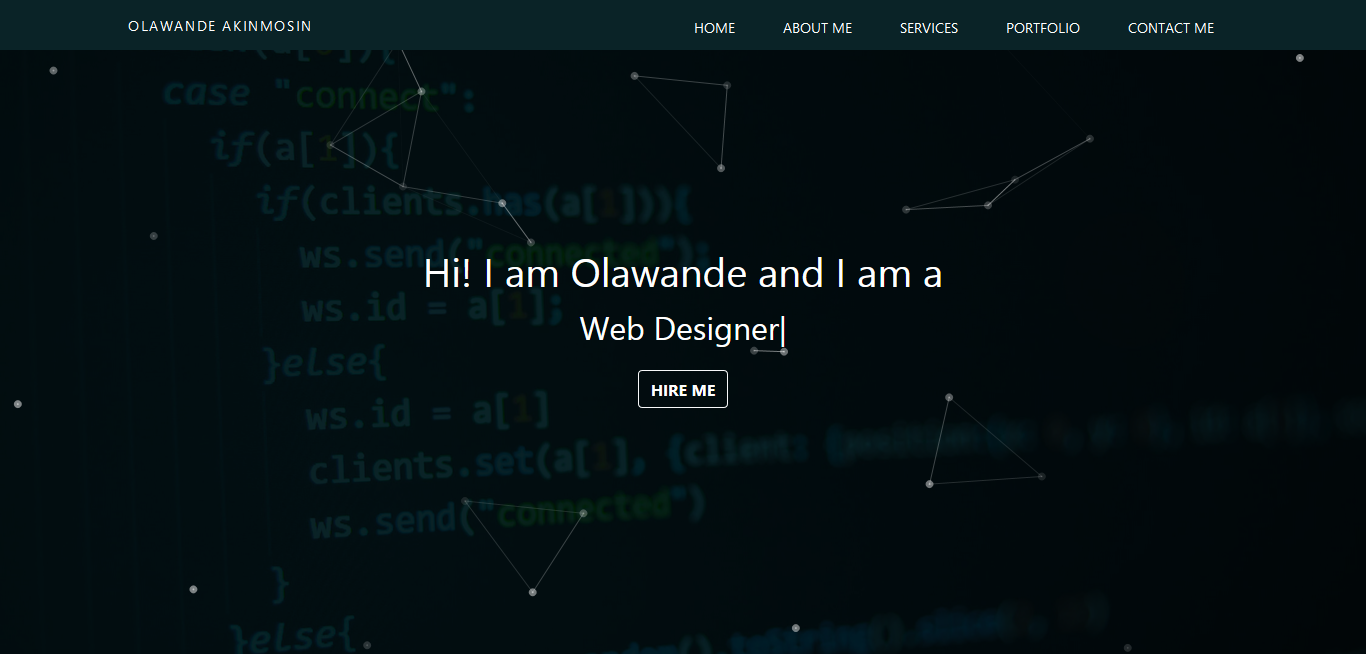 OLAWANDE AKINMOSIN
HOME ABOUT ME SERVICES PORTFOLIO CONTACT ME
case "connect":
if(a[1]){
if(clients.has(a[1])){
ws.send("connected");
Hi! I am Olawande and I am a
ws.id = a[1];
Web Designer
}else{
HIRE ME
ws.id = a[1]
clients.set(a[1], {client:
ws.send("connected")
}
}else{